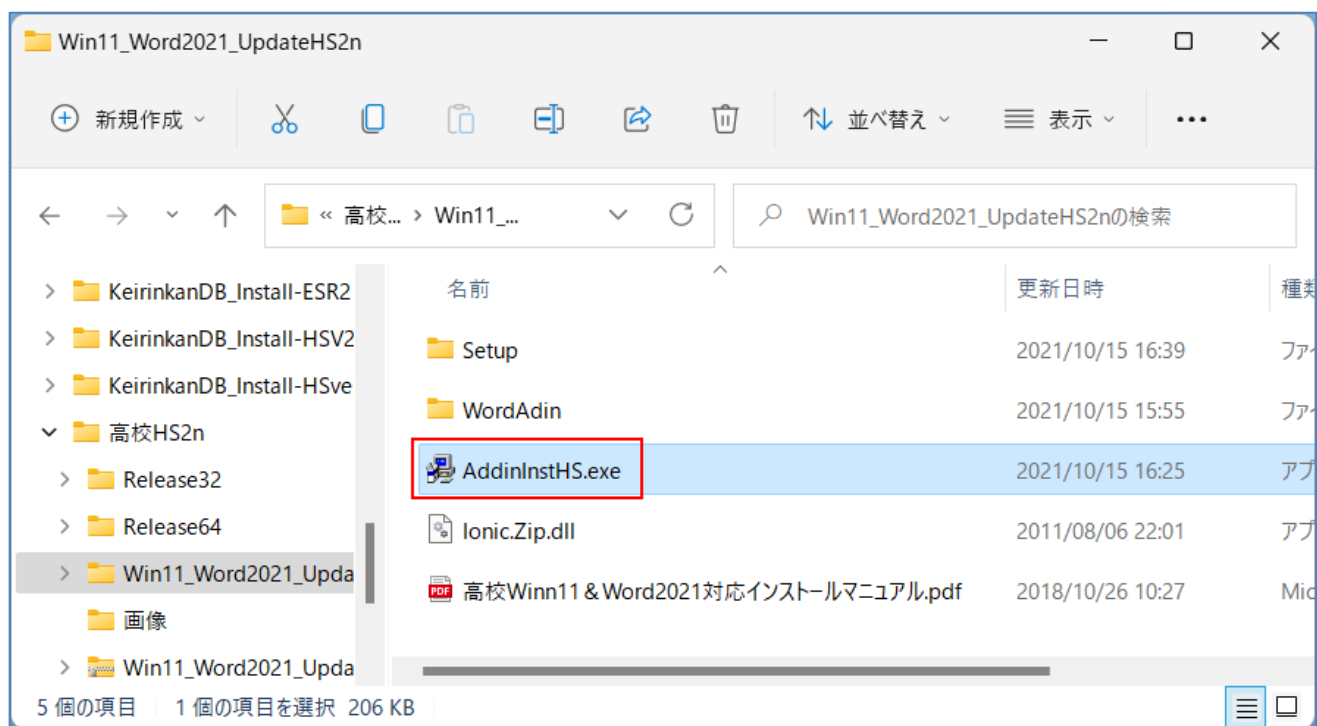 Win11_Word2021_UpdateHS2n
新規作成 並べ替え 表示
« 高校... › Win11_... Win11_Word2021_UpdateHS2nの検索
KeirinkanDB_Install-ESR2
KeirinkanDB_Install-HSV2
KeirinkanDB_Install-HSve
高校HS2n
Release32
Release64
Win11_Word2021_Upda
画像
Win11_Word2021_Upda
名前 更新日時 種類
Setup 2021/10/15 16:39 ファイ
WordAdin 2021/10/15 15:55 ファイ
AddinInstHS.exe 2021/10/15 16:25 アプ
Ionic.Zip.dll 2011/08/06 22:01 アプ
PDF 高校Winn11&Word2021対応インストールマニュアル.pdf 2018/10/26 10:27 Mic
5 個の項目 1 個の項目を選択 206 KB